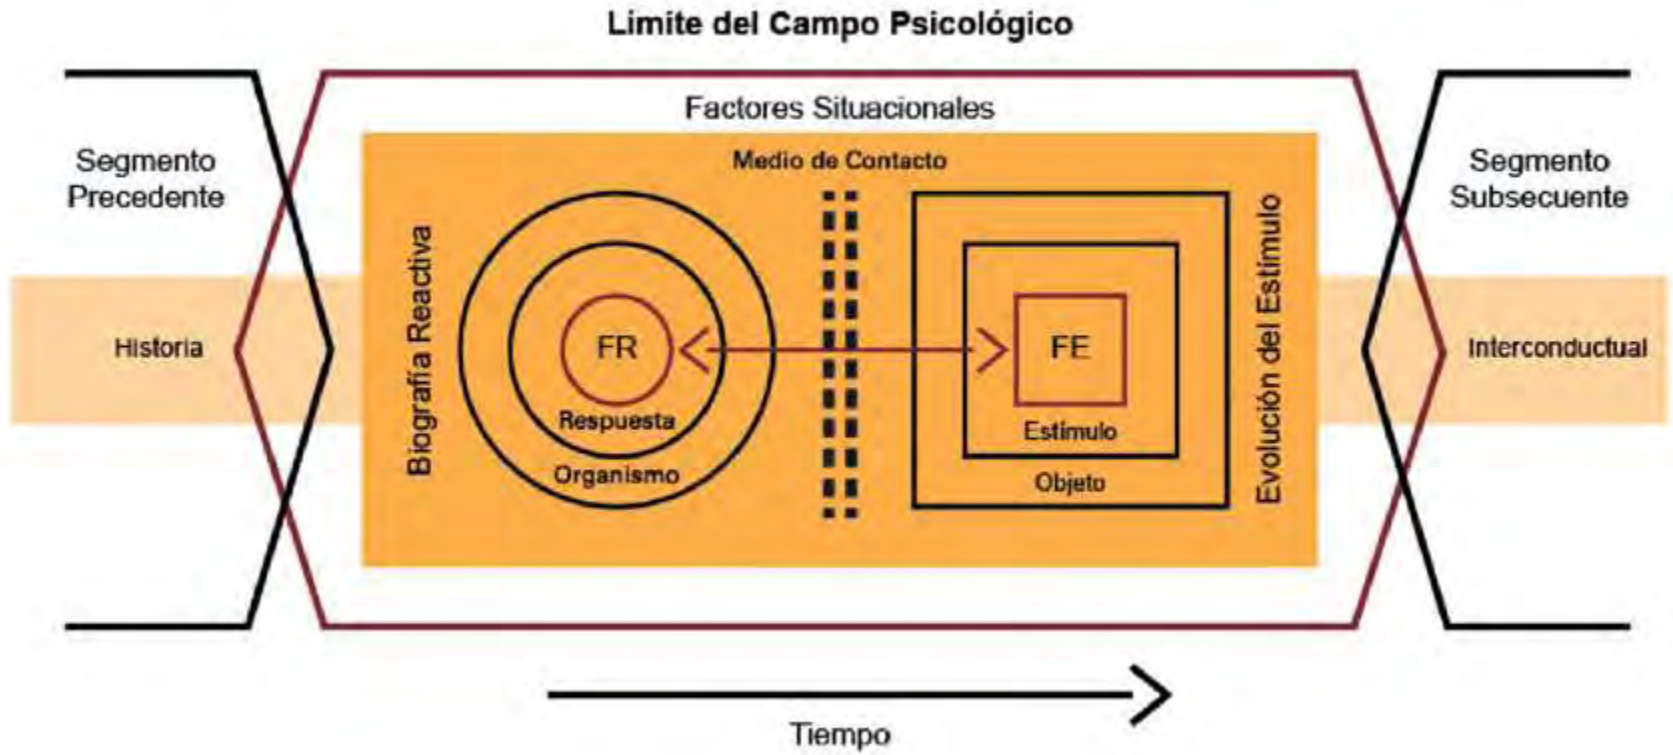 Limite del Campo Psicológico
Factores Situacionales
Segmento
Precedente
Medio de Contacto
Segmento
Subsecuente
Biografía Reactiva
Historia
FR
Respuesta
Organismo
FE
Estímulo
Objeto
Evolución del Estímulo
Interconductual
Tiempo